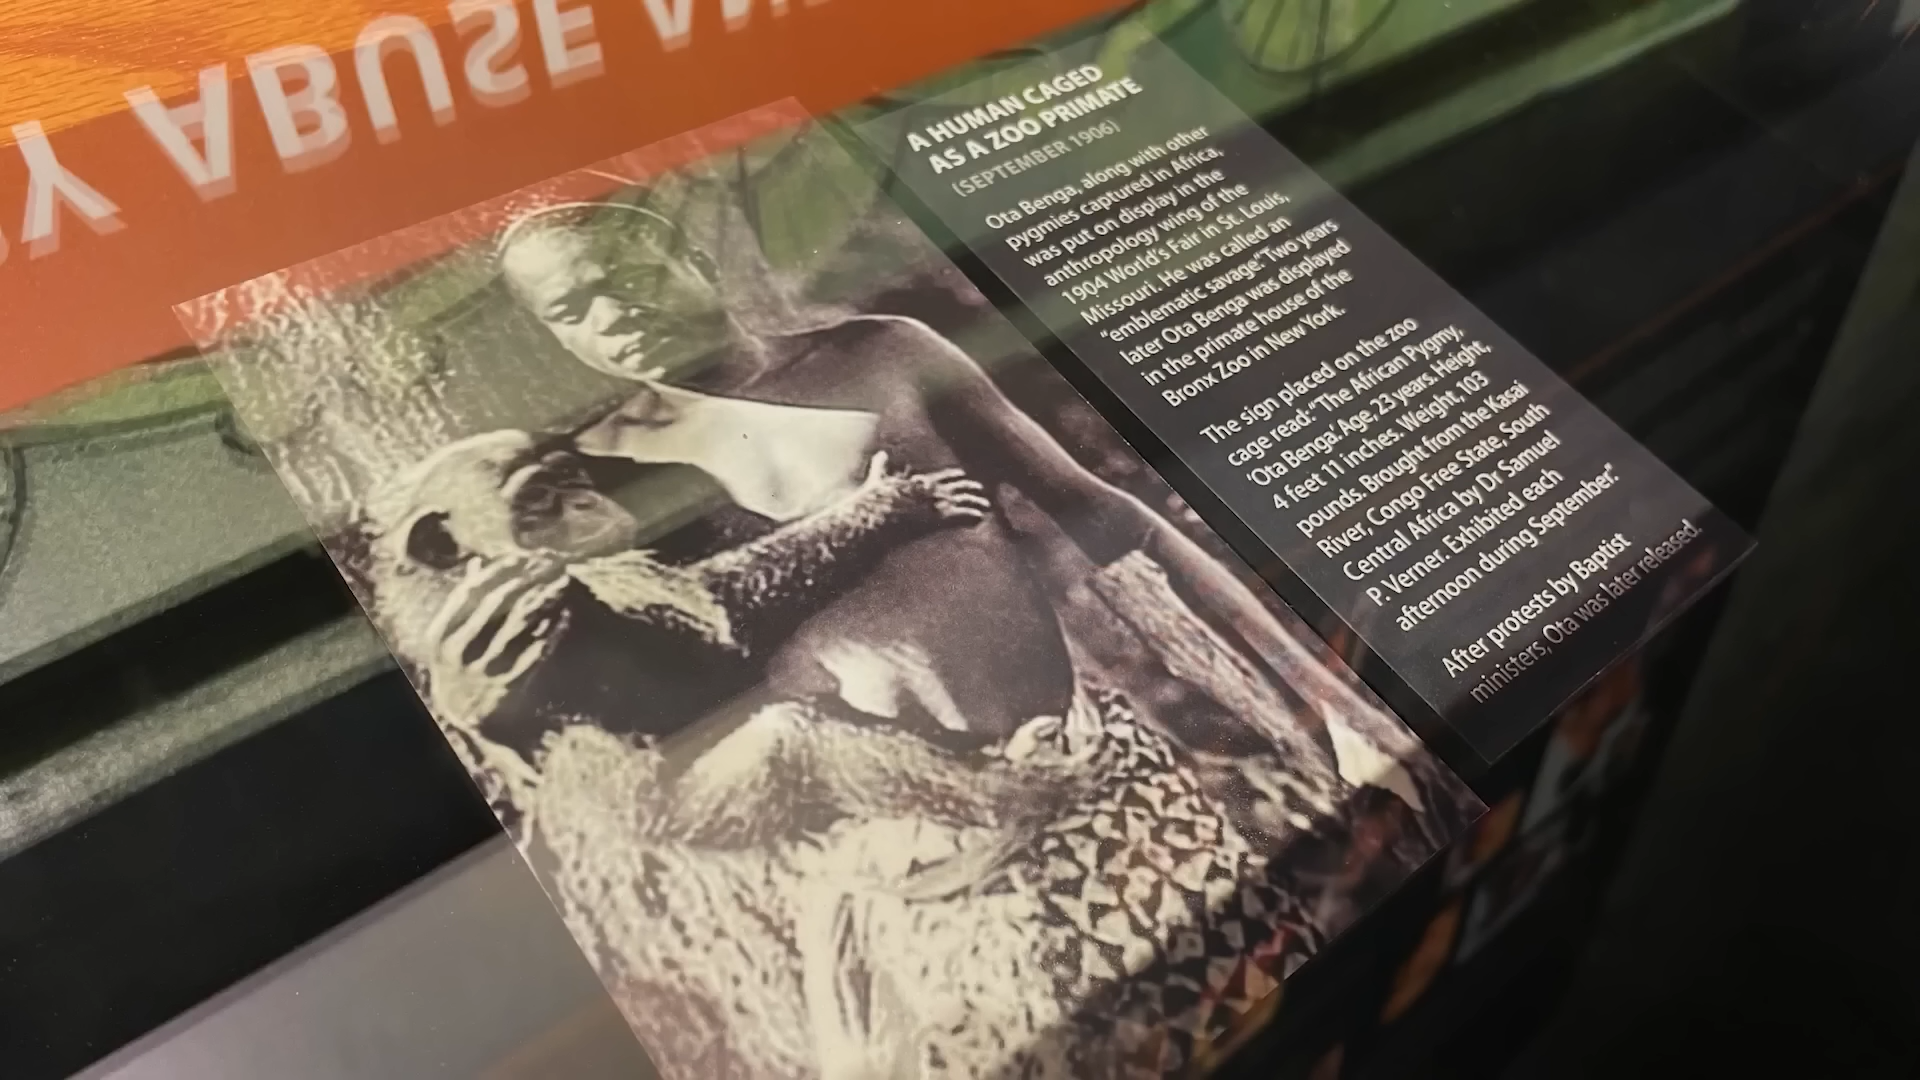 Y ABUSE
A HUMAN CAGED
AS A ZOO PRIMATE
(SEPTEMBER 1906)
Ota Benga, along with other
pygmies captured in Africa,
was put on display in the
anthropology wing of the
1904 World's Fair in St. Louis,
Missouri. He was called an
"emblematic savage." Two years
later Ota Benga was displayed
in the primate house of the
Bronx Zoo in New York.
The sign placed on the zoo
cage read: "The African Pygmy,
'Ota Benga.' Age, 23 years. Height,
4 feet 11 inches. Weight, 103
pounds. Brought from the Kasai
River, Congo Free State, South
Central Africa by Dr. Samuel
P. Verner. Exhibited each
afternoon during September."
After protests by Baptist
ministers, Ota was later released.